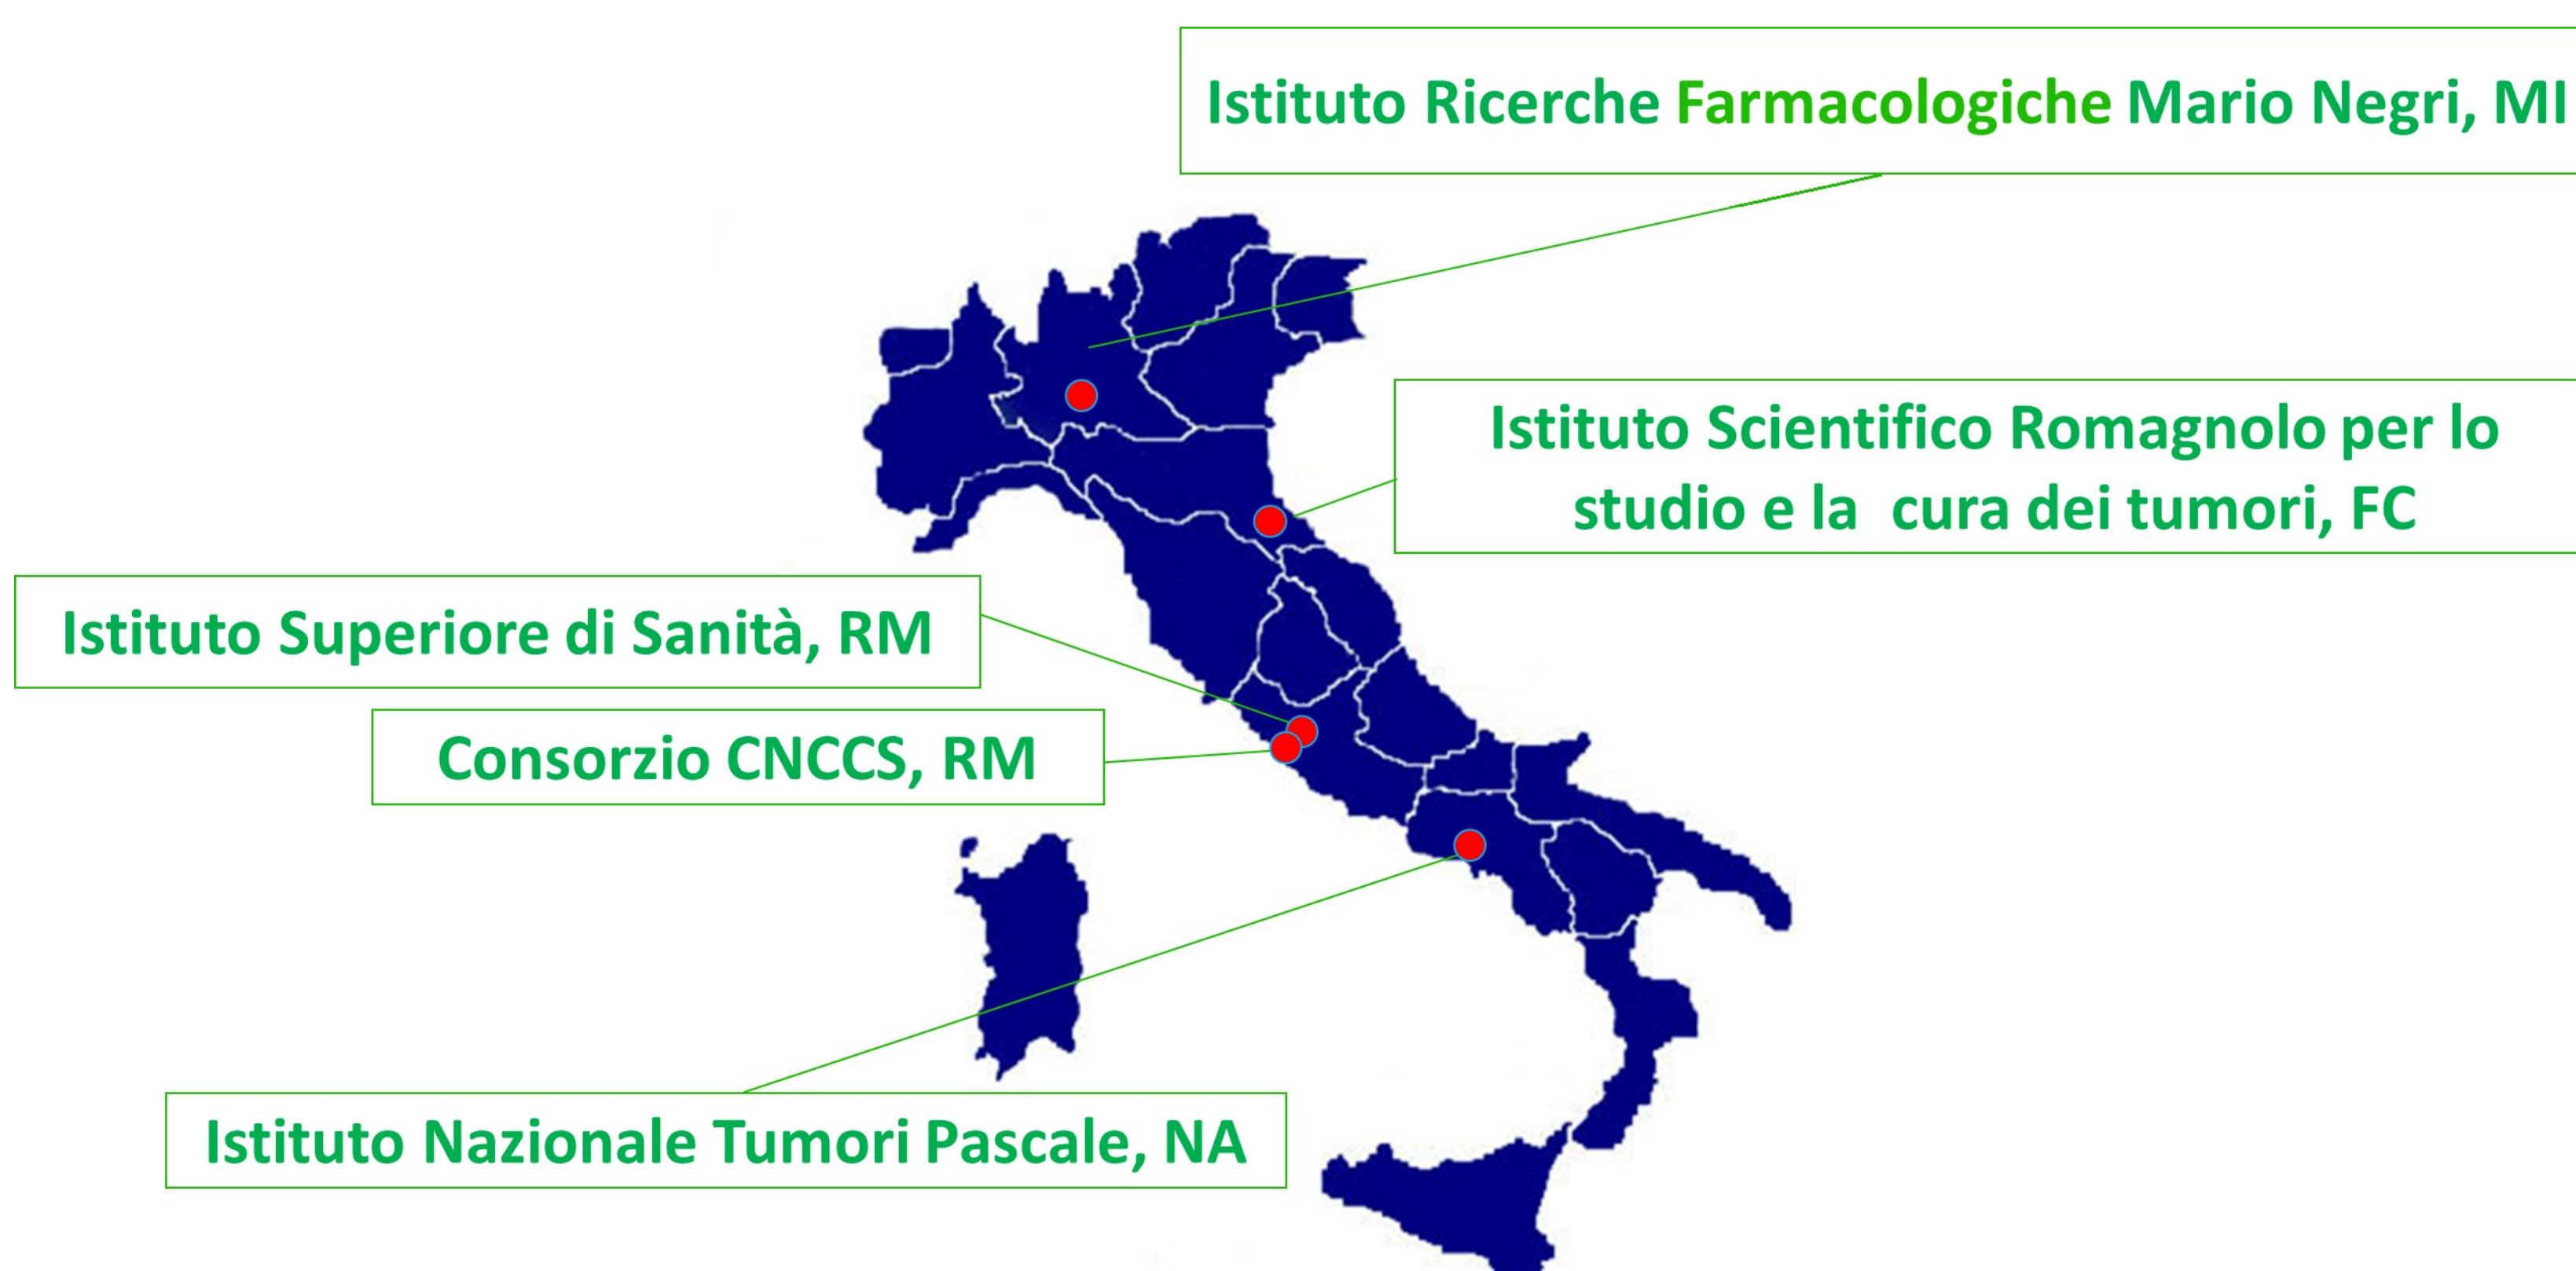 Istituto Ricerche Farmacologiche Mario Negri, MI
Istituto Scientifico Romagnolo per lo
studio e la  cura dei tumori, FC
Istituto Superiore di Sanità, RM
Consorzio CNCCS, RM
Istituto Nazionale Tumori Pascale, NA